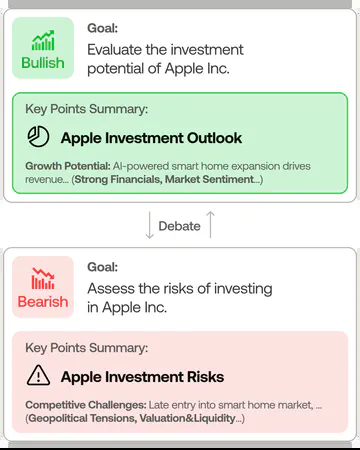 Goal:
Bullish
Evaluate the investment
potential of Apple Inc.
Key Points Summary:
Apple Investment Outlook
Growth Potential: AI-powered smart home expansion drives
revenue... (Strong Financials, Market Sentiment...)
Debate
Goal:
Bearish
Assess the risks of investing
in Apple Inc.
Key Points Summary:
Apple Investment Risks
Competitive Challenges: Late entry into smart home market, ...
(Geopolitical Tensions, Valuation&Liquidity...)